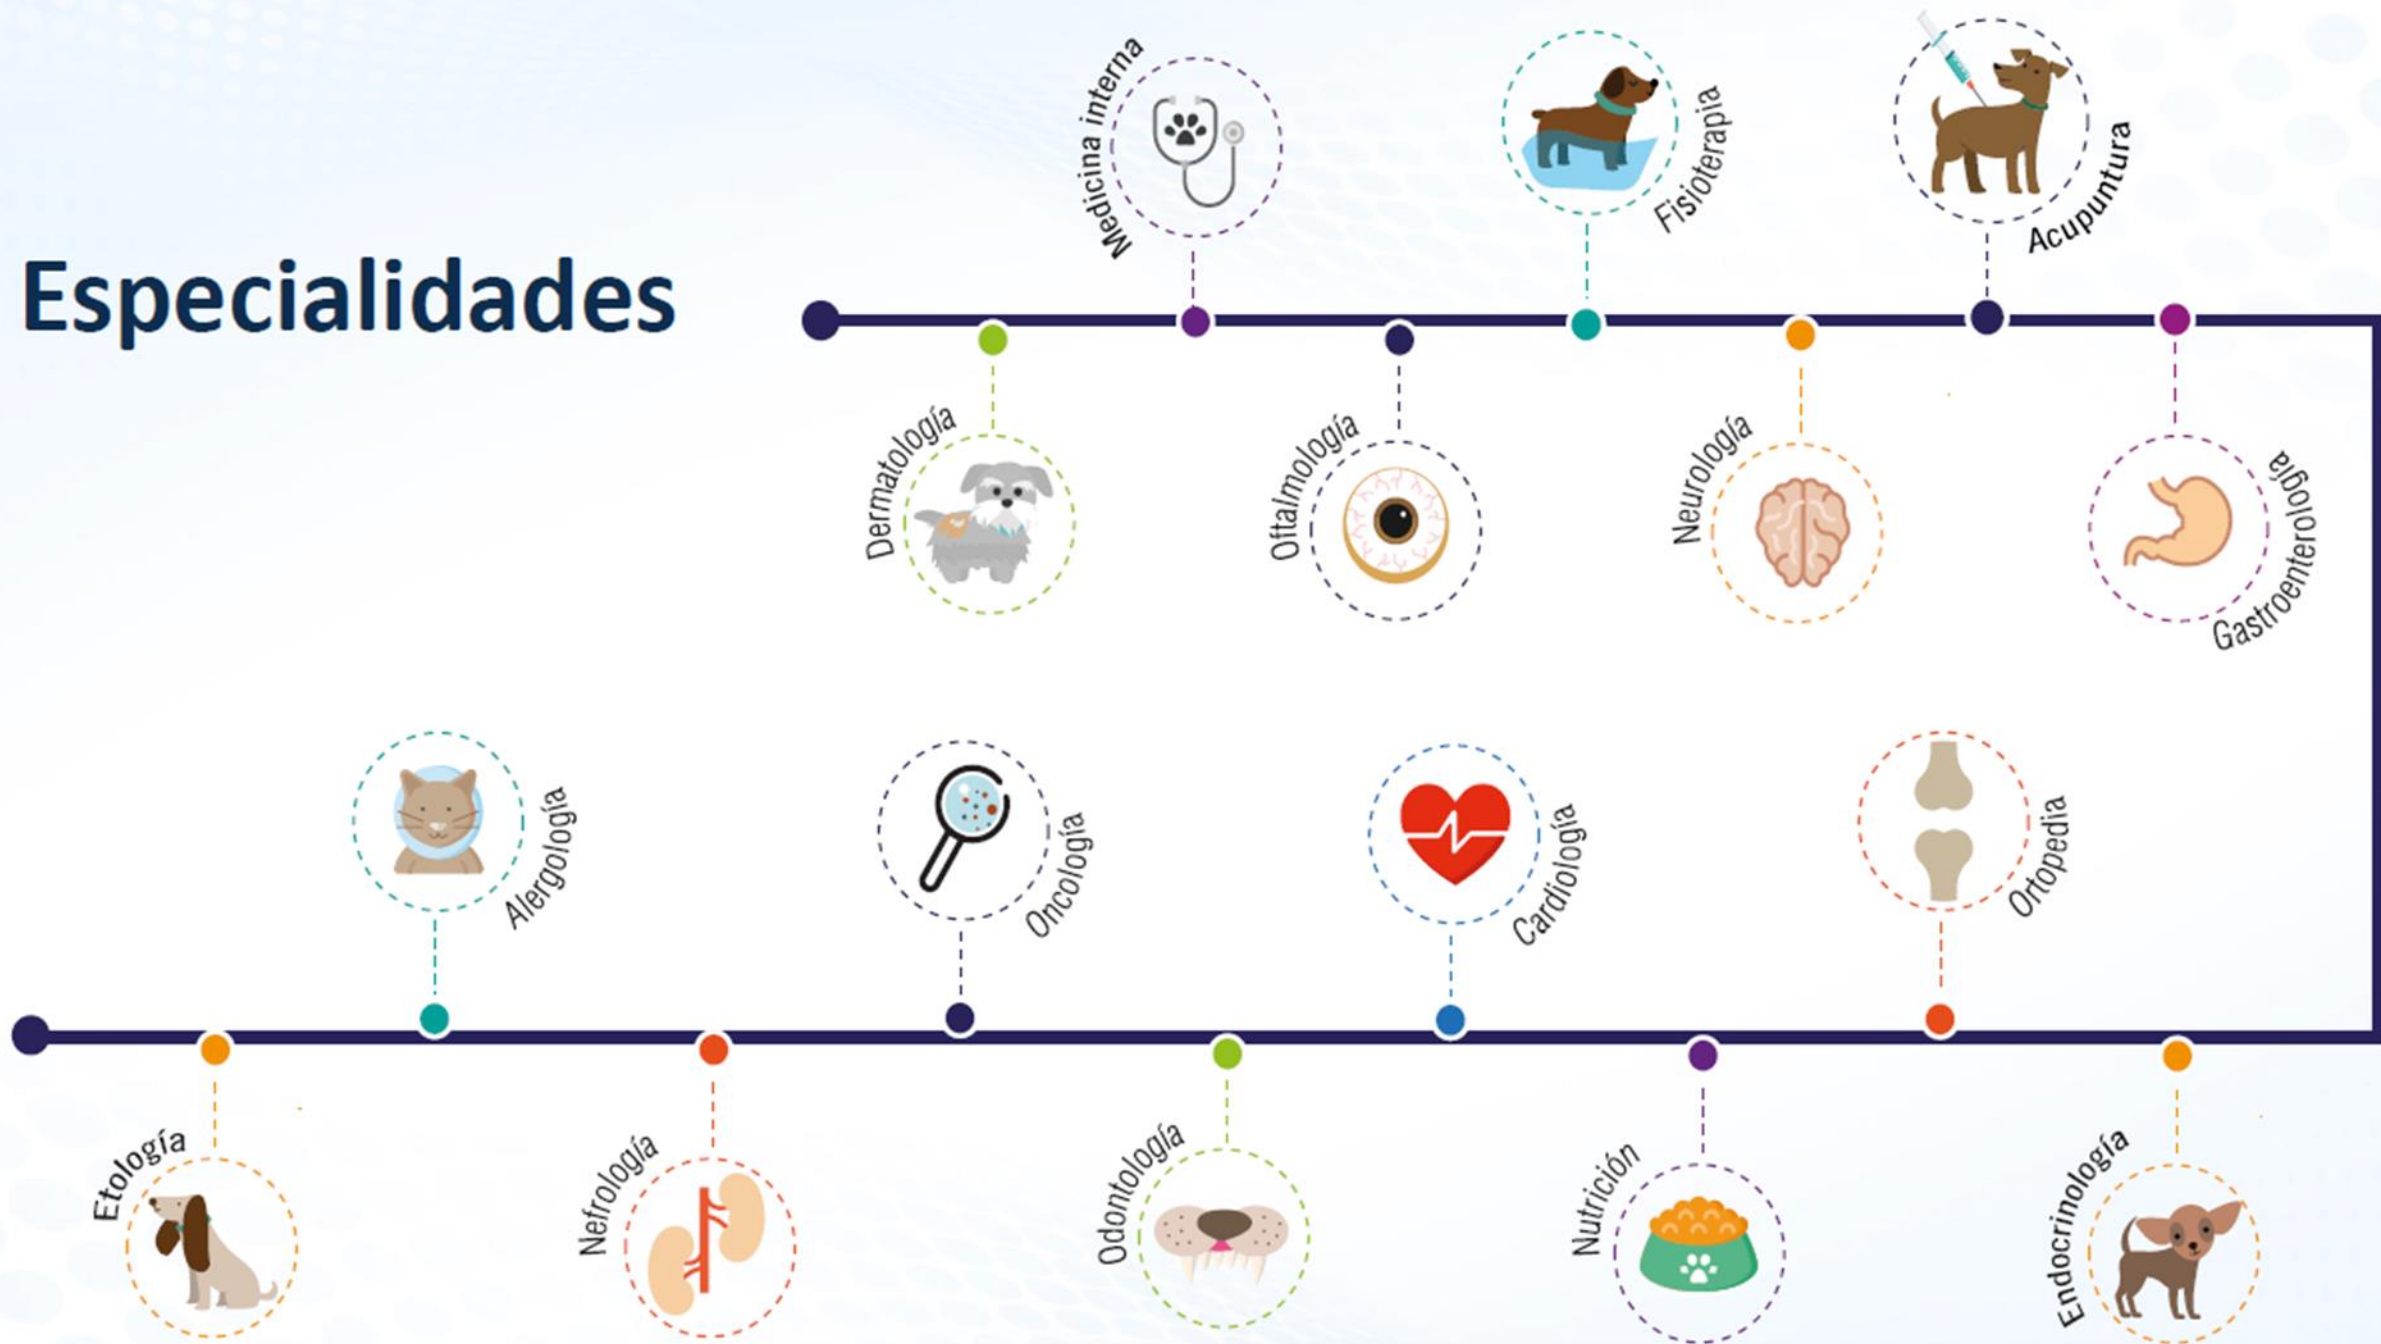 Especialidades
Dermatología
Medicina interna
Oftalmología
Fisioterapia
Neurología
Acupuntura
Gastroenterología
Endocrinología
Ortopedia
Nutrición
Cardiología
Odontología
Oncología
Nefrología
Alergología
Etología